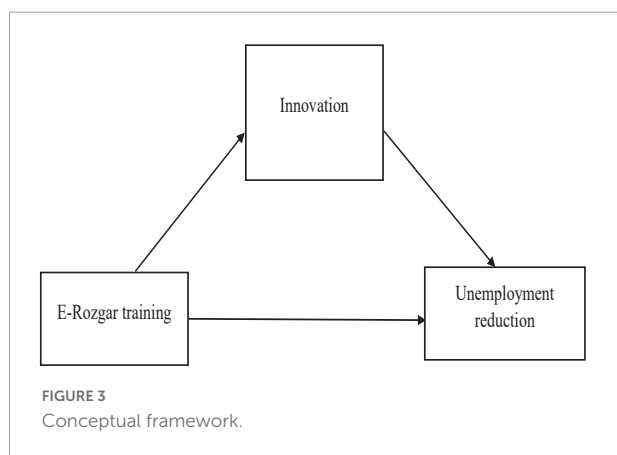 Innovation
E-Rozgar training
Unemployment
reduction
FIGURE 3
Conceptual framework.